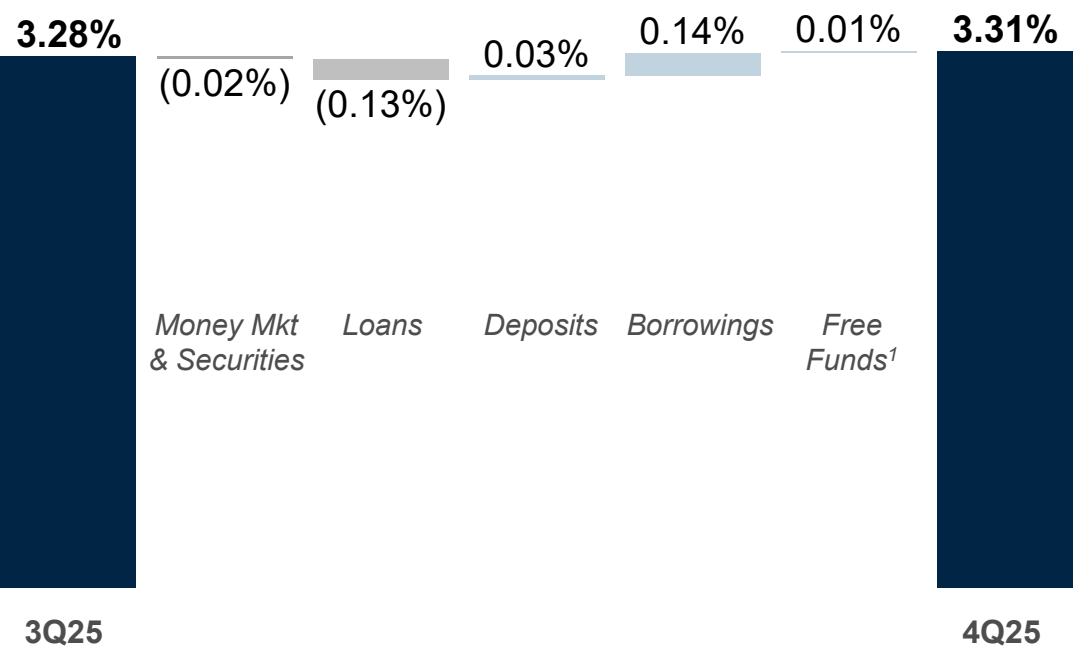 3.28%
(0.02%)
(0.13%)
0.03%
0.14%
0.01%
3.31%
Money Mkt
& Securities
Loans
Deposits
Borrowings
Free
Funds¹
3Q25
4Q25